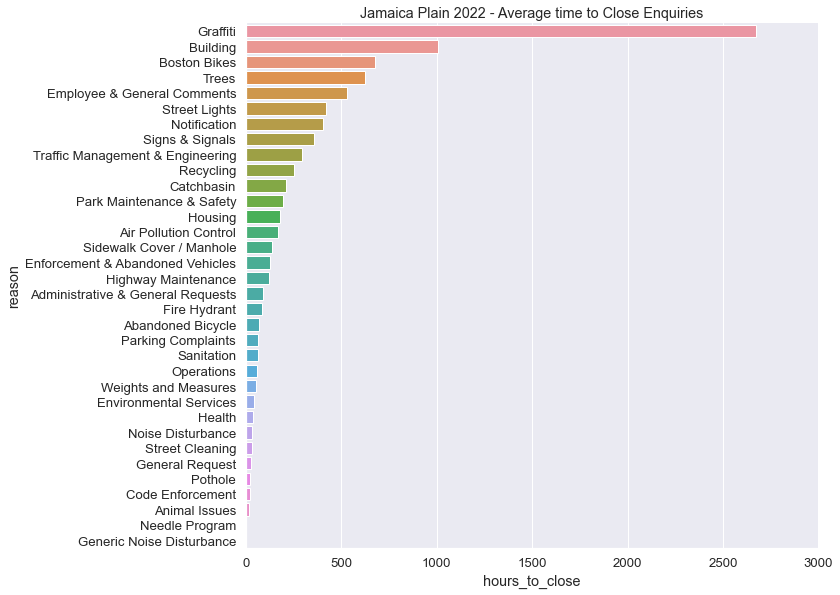 Jamaica Plain 2022 - Average time to Close Enquiries
Graffiti
Building
Boston Bikes
Trees
Employee & General Comments
Street Lights
Notification
Signs & Signals
Traffic Management & Engineering
Recycling
Catchbasin
Park Maintenance & Safety
Housing
Air Pollution Control
Sidewalk Cover / Manhole
Enforcement & Abandoned Vehicles
Highway Maintenance
Administrative & General Requests
Fire Hydrant
Abandoned Bicycle
Parking Complaints
Sanitation
Operations
Weights and Measures
Environmental Services
Health
Noise Disturbance
Street Cleaning
General Request
Pothole
Code Enforcement
Animal Issues
Needle Program
Generic Noise Disturbance
reason
0 500 1000 1500 2000 2500 3000
hours_to_close